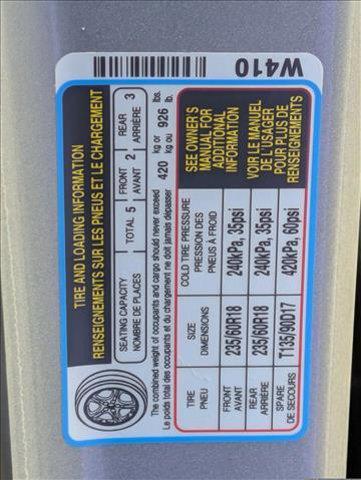 W410
TIRE AND LOADING INFORMATION
RENSEIGNEMENTS SUR LES PNEUS ET LE CHARGEMENT
SEATING CAPACITY TOTAL 5 FRONT 2 REAR 3
NOMBRE DE PLACES AVANT ARRIÈRE
The combined weight of occupants and cargo should never exceed 420 kg or 926 lbs.
Le poids total des occupants et du chargement ne doit jamais dépasser kg ou lb.
TIRE SIZE COLD TIRE PRESSURE
PNEU DIMENSIONS PRESSION DES PNEUS À FROID
FRONT AVANT 235/60R18 240kPa, 35psi
REAR ARRIÈRE 235/60R18 240kPa, 35psi
SPARE DE SECOURS T135/90D17 420kPa, 60psi
SEE OWNER'S
MANUAL FOR
ADDITIONAL
INFORMATION
VOIR LE MANUEL
DE L'USAGER
POUR PLUS DE
RENSEIGNEMENTS